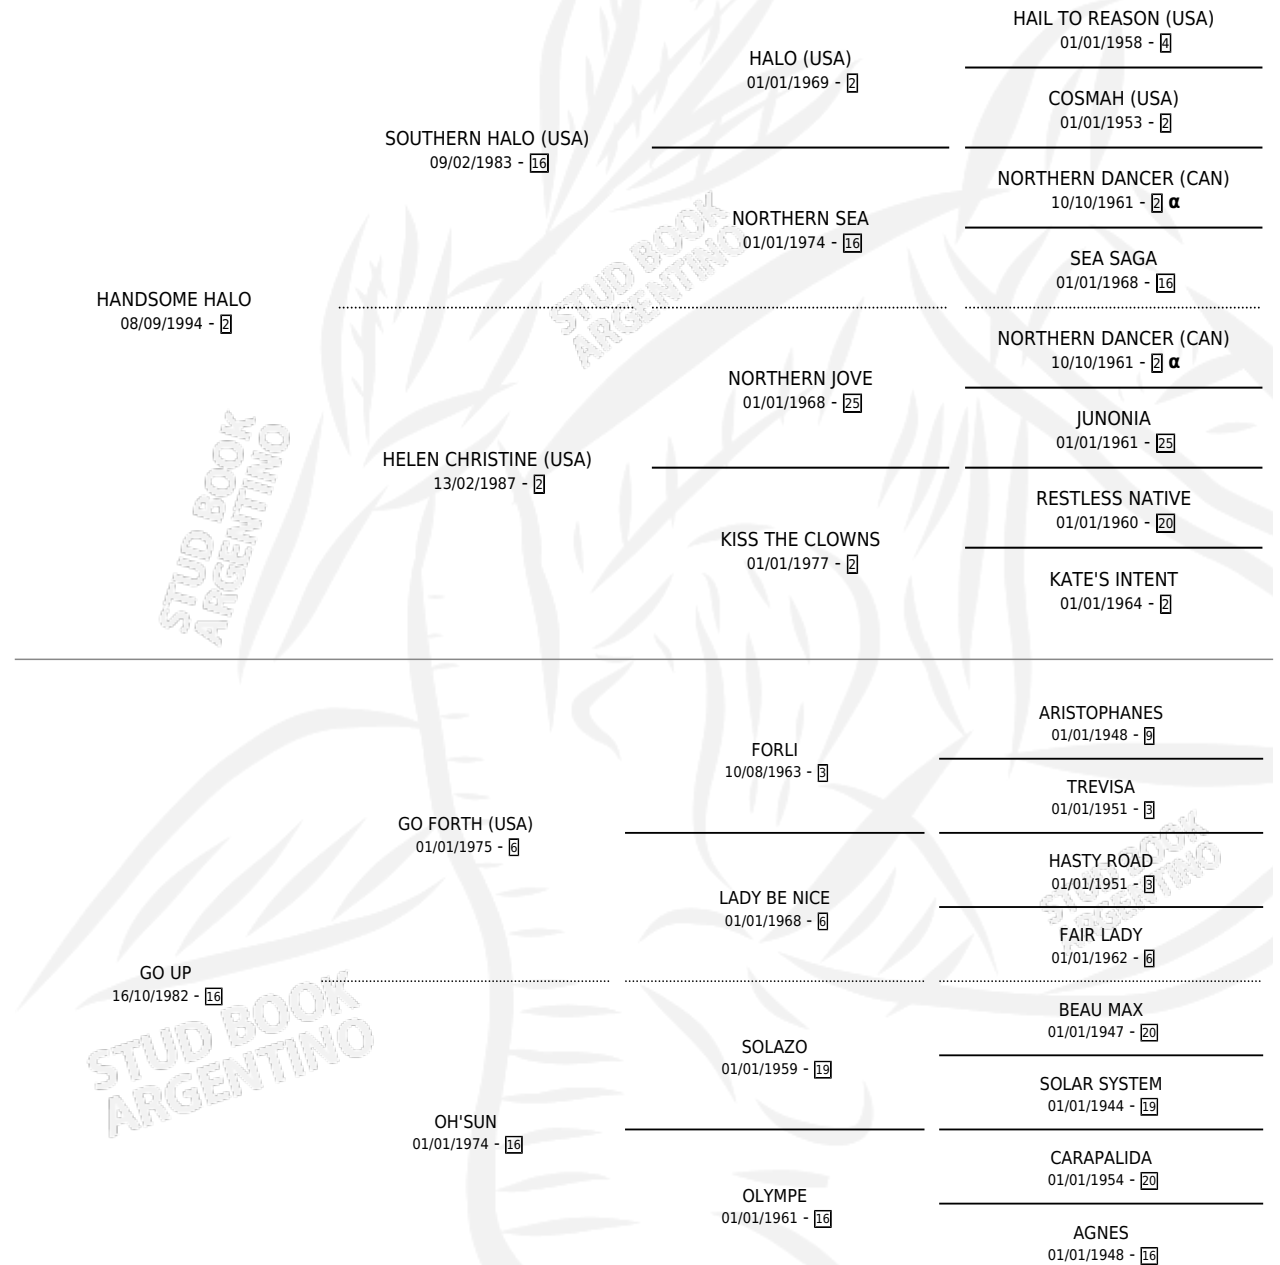 HAIL TO REASON (USA)
01/01/1958 - 4
HALO (USA)
01/01/1969 - 2
COSMAH (USA)
01/01/1953 - 2
SOUTHERN HALO (USA)
09/02/1983 - 16
NORTHERN DANCER (CAN)
10/10/1961 - 2 α
NORTHERN SEA
01/01/1974 - 16
SEA SAGA
01/01/1968 - 16
HANDSOME HALO
08/09/1994 - 2
NORTHERN DANCER (CAN)
10/10/1961 - 2 α
NORTHERN JOVE
01/01/1968 - 25
JUNONIA
01/01/1961 - 25
HELEN CHRISTINE (USA)
13/02/1987 - 2
RESTLESS NATIVE
01/01/1960 - 20
KISS THE CLOWNS
01/01/1977 - 2
KATE'S INTENT
01/01/1964 - 2
ARISTOPHANES
01/01/1948 - 9
FORLI
10/08/1963 - 3
TREVISA
01/01/1951 - 3
GO FORTH (USA)
01/01/1975 - 6
HASTY ROAD
01/01/1951 - 3
LADY BE NICE
01/01/1968 - 6
FAIR LADY
01/01/1962 - 6
GO UP
16/10/1982 - 16
BEAU MAX
01/01/1947 - 20
SOLAZO
01/01/1959 - 19
SOLAR SYSTEM
01/01/1944 - 19
OH'SUN
01/01/1974 - 16
CARAPALIDA
01/01/1954 - 20
OLYMPE
01/01/1961 - 16
AGNES
01/01/1948 - 16
STUD BOOK
ARGENTINO
STUD BOOK
ARGENTINO
STUD BOOK
ARGENTINO
STUD BOOK
ARGENTINO